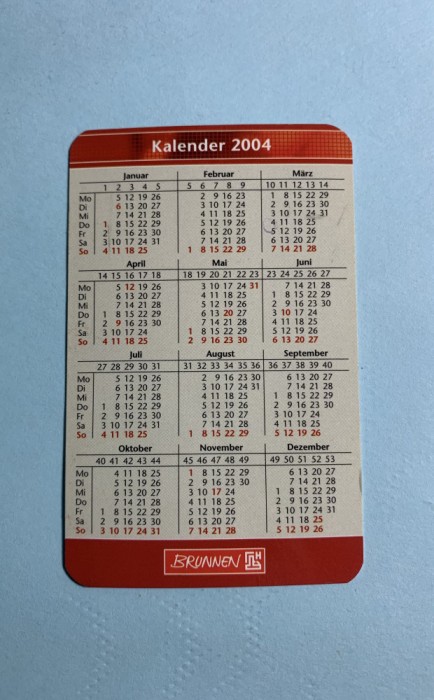 Kalender 2004
Januar Februar März
1 2 3 4 5 5 6 7 8 9 10 11 12 13 14
Mo 5 12 19 26 2 9 16 23 1 8 15 22 29
Di 6 13 20 27 3 10 17 24 2 9 16 23 30
Mi 7 14 21 28 4 11 18 25 3 10 17 24 31
Do 1 8 15 22 29 5 12 19 26 4 11 18 25
Fr 2 9 16 23 30 6 13 20 27 5 12 19 26
Sa 3 10 17 24 31 7 14 21 28 6 13 20 27
So 4 11 18 25 1 8 15 22 29 7 14 21 28
April Mai Juni
14 15 16 17 18 18 19 20 21 22 23 23 24 25 26 27
Mo 5 12 19 26 3 10 17 24 31 7 14 21 28
Di 6 13 20 27 4 11 18 25 1 8 15 22 29
Mi 7 14 21 28 5 12 19 26 2 9 16 23 30
Do 1 8 15 22 29 6 13 20 27 3 10 17 24
Fr 2 9 16 23 30 7 14 21 28 4 11 18 25
Sa 3 10 17 24 1 8 15 22 29 5 12 19 26
So 4 11 18 25 2 9 16 23 30 6 13 20 27
Juli August September
27 28 29 30 31 31 32 33 34 35 36 36 37 38 39 40
Mo 5 12 19 26 2 9 16 23 30 6 13 20 27
Di 6 13 20 27 3 10 17 24 31 7 14 21 28
Mi 7 14 21 28 4 11 18 25 1 8 15 22 29
Do 1 8 15 22 29 5 12 19 26 2 9 16 23 30
Fr 2 9 16 23 30 6 13 20 27 3 10 17 24
Sa 3 10 17 24 31 7 14 21 28 4 11 18 25
So 4 11 18 25 1 8 15 22 29 5 12 19 26
Oktober November Dezember
40 41 42 43 44 45 46 47 48 49 49 50 51 52 53
Mo 4 11 18 25 1 8 15 22 29 6 13 20 27
Di 5 12 19 26 2 9 16 23 30 7 14 21 28
Mi 6 13 20 27 3 10 17 24 1 8 15 22 29
Do 7 14 21 28 4 11 18 25 2 9 16 23 30
Fr 1 8 15 22 29 5 12 19 26 3 10 17 24 31
Sa 2 9 16 23 30 6 13 20 27 4 11 18 25
So 3 10 17 24 31 7 14 21 28 5 12 19 26
BRUNNEN